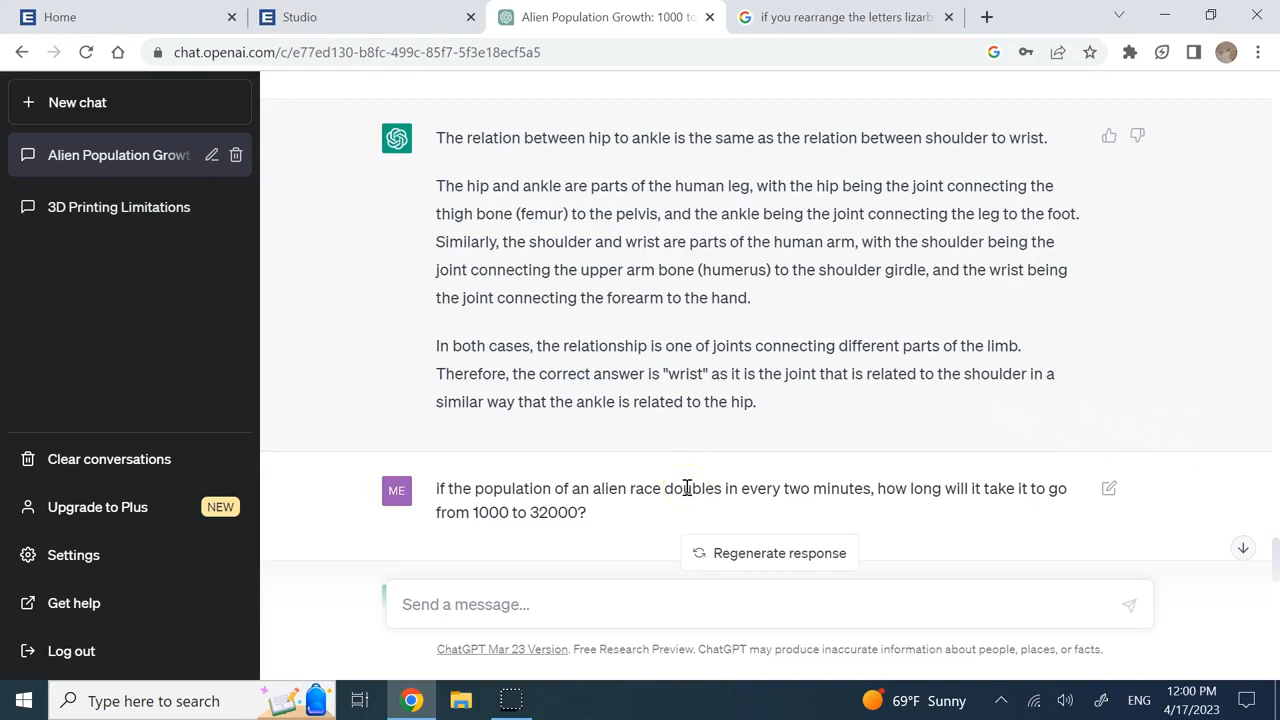 Home
Studio
Alien Population Growth: 1000 to
if you rearrange the letters lizarb
chat.openai.com/c/e77ed130-b8fc-499c-85f7-5f3e18ecf5a5
New chat
Alien Population Growt
3D Printing Limitations
Clear conversations
Upgrade to Plus NEW
Settings
Get help
Log out
The relation between hip to ankle is the same as the relation between shoulder to wrist.
The hip and ankle are parts of the human leg, with the hip being the joint connecting the
thigh bone (femur) to the pelvis, and the ankle being the joint connecting the leg to the foot.
Similarly, the shoulder and wrist are parts of the human arm, with the shoulder being the
joint connecting the upper arm bone (humerus) to the shoulder girdle, and the wrist being
the joint connecting the forearm to the hand.
In both cases, the relationship is one of joints connecting different parts of the limb.
Therefore, the correct answer is "wrist" as it is the joint that is related to the shoulder in a
similar way that the ankle is related to the hip.
ME
if the population of an alien race doubles in every two minutes, how long will it take it to go
from 1000 to 32000?
Regenerate response
Send a message...
ChatGPT Mar 23 Version. Free Research Preview. ChatGPT may produce inaccurate information about people, places, or facts.
Type here to search
69°F Sunny
ENG
12:00 PM
4/17/2023